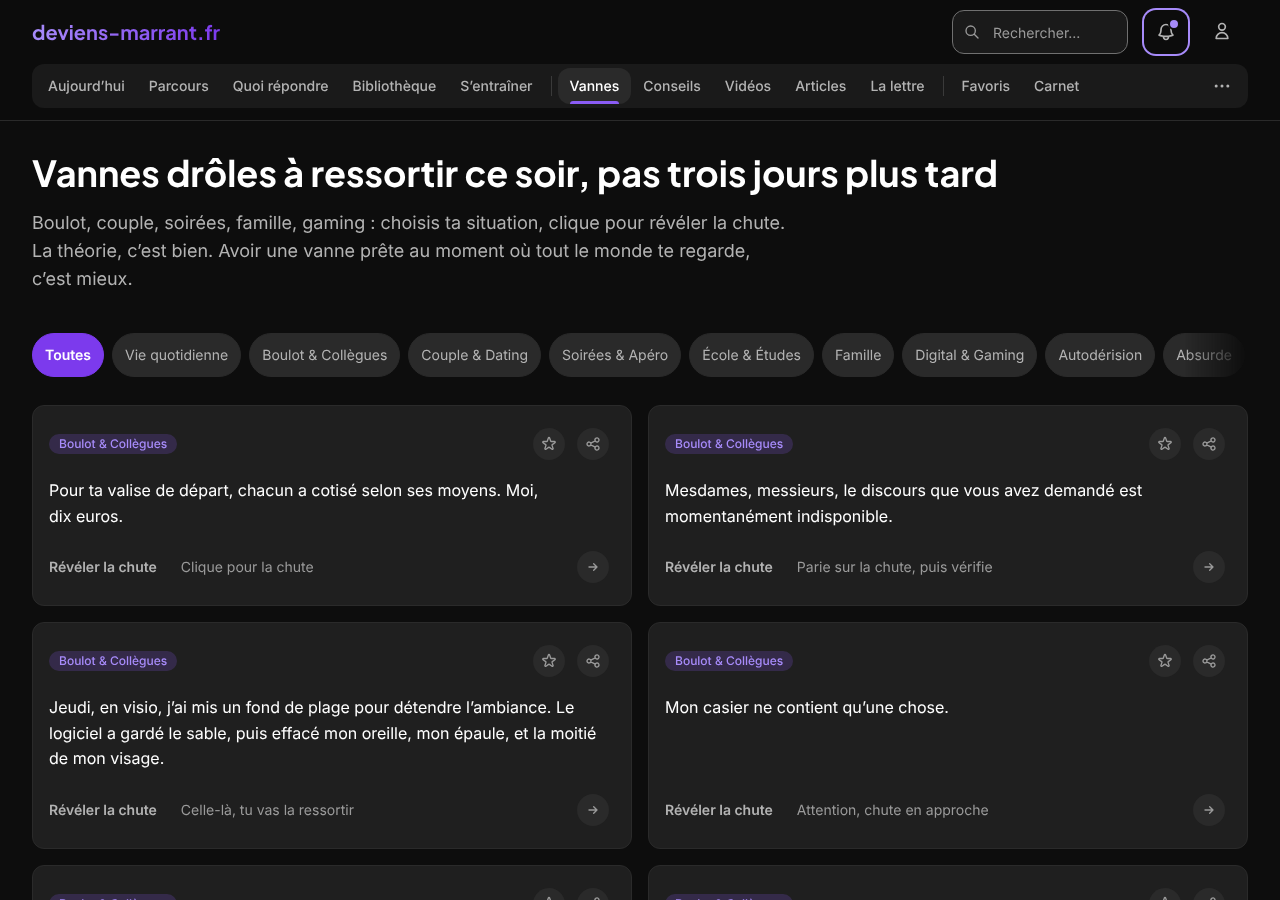 deviens-marrant.fr
Rechercher...
Aujourd’hui Parcours Quoi répondre Bibliothèque S’entraîner Vannes Conseils Vidéos Articles La lettre Favoris Carnet
Vannes drôles à ressortir ce soir, pas trois jours plus tard
Boulot, couple, soirées, famille, gaming : choisis ta situation, clique pour révéler la chute.
La théorie, c’est bien. Avoir une vanne prête au moment où tout le monde te regarde,
c’est mieux.
Toutes Vie quotidienne Boulot & Collègues Couple & Dating Soirées & Apéro École & Études Famille Digital & Gaming Autodérision Absurde
Boulot & Collègues
Pour ta valise de départ, chacun a cotisé selon ses moyens. Moi,
dix euros.
Révéler la chute Clique pour la chute
Boulot & Collègues
Mesdames, messieurs, le discours que vous avez demandé est
momentanément indisponible.
Révéler la chute Parie sur la chute, puis vérifie
Boulot & Collègues
Jeudi, en visio, j’ai mis un fond de plage pour détendre l’ambiance. Le
logiciel a gardé le sable, puis effacé mon oreille, mon épaule, et la moitié
de mon visage.
Révéler la chute Celle-là, tu vas la ressortir
Boulot & Collègues
Mon casier ne contient qu’une chose.
Révéler la chute Attention, chute en approche